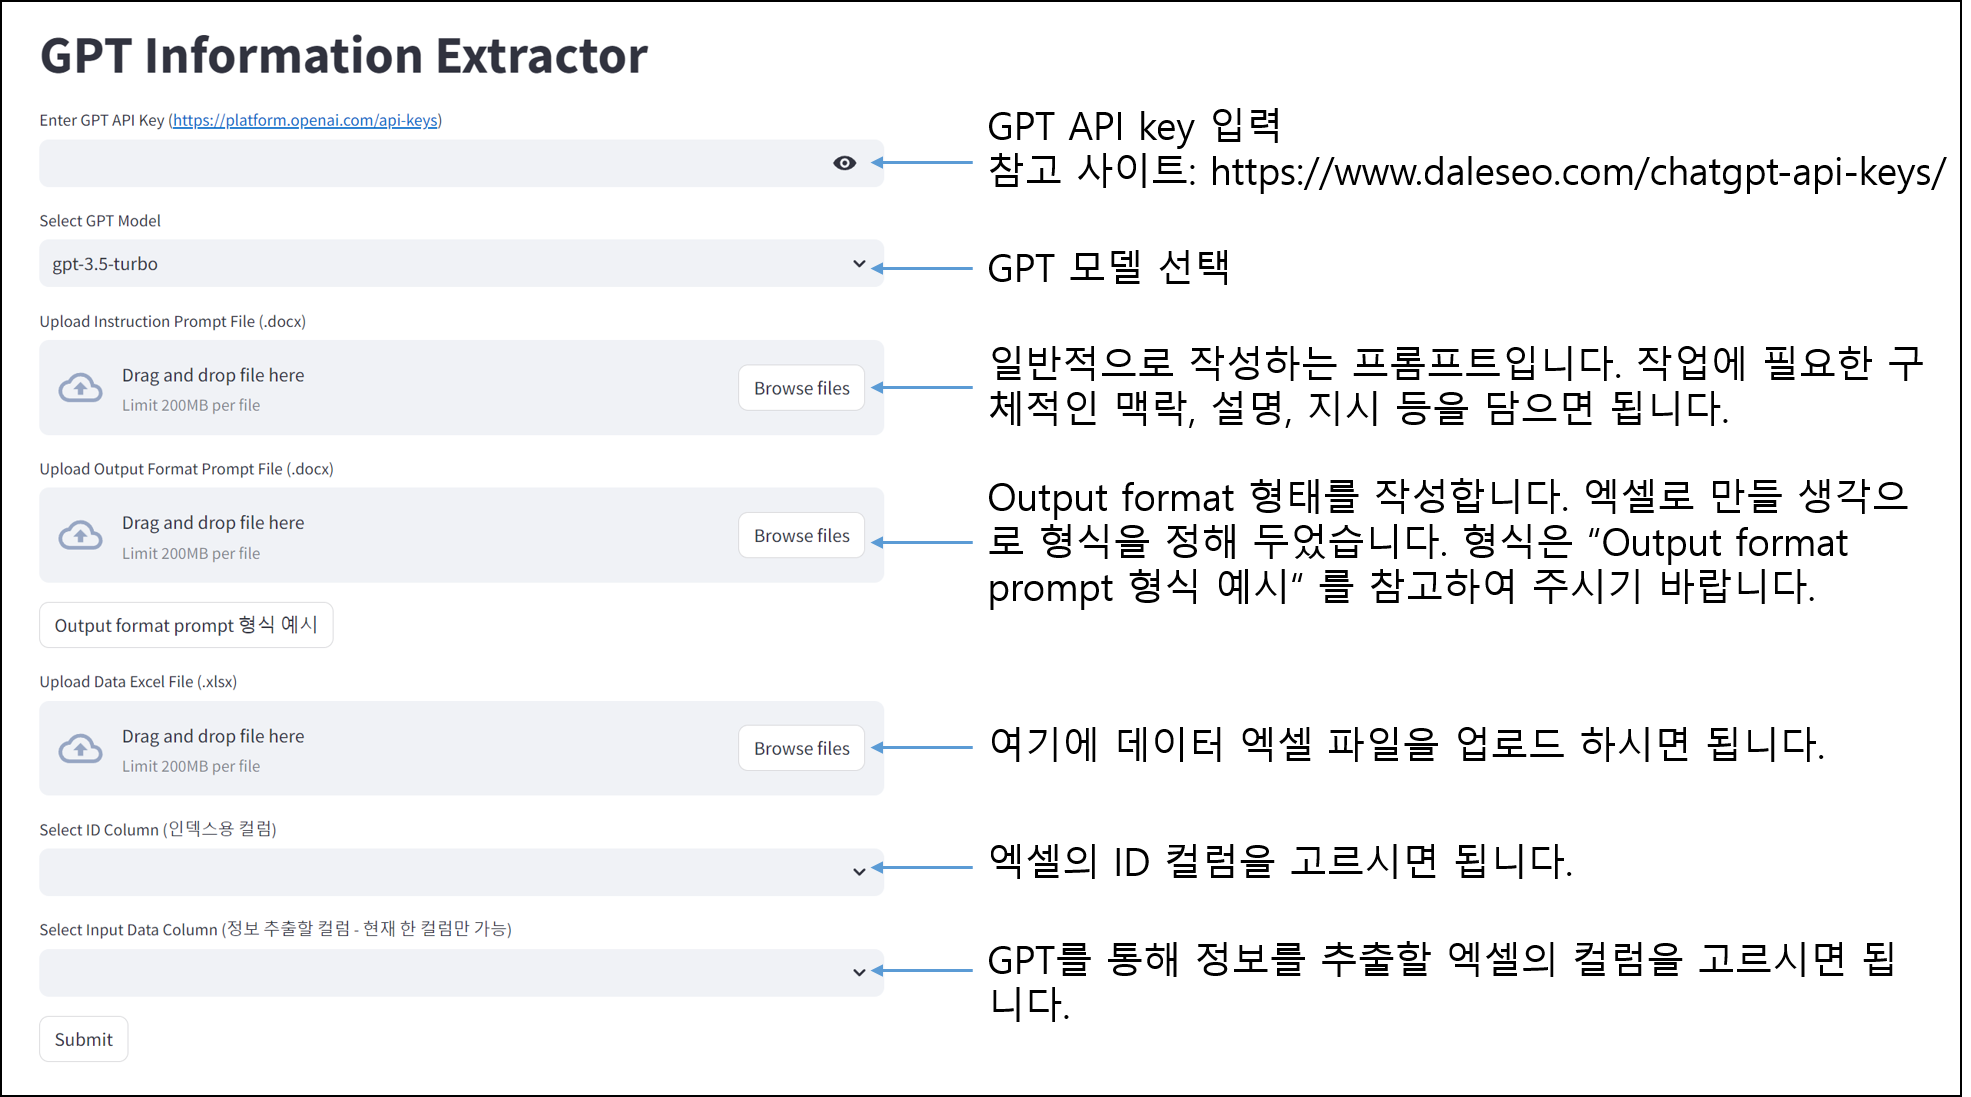 GPT Information Extractor
Enter GPT API Key (https://platform.openai.com/api-keys)
GPT API key 입력
참고 사이트: https://www.daleseo.com/chatgpt-api-keys/
Select GPT Model
gpt-3.5-turbo
GPT 모델 선택
Upload Instruction Prompt File (.docx)
Drag and drop file here
Limit 200MB per file
Browse files
일반적으로 작성하는 프롬프트입니다. 작업에 필요한 구
체적인 맥락, 설명, 지시 등을 담으면 됩니다.
Upload Output Format Prompt File (.docx)
Drag and drop file here
Limit 200MB per file
Browse files
Output format 형태를 작성합니다. 엑셀로 만들 생각으
로 형식을 정해 두었습니다. 형식은 “Output format
prompt 형식 예시“ 를 참고하여 주시기 바랍니다.
Output format prompt 형식 예시
Upload Data Excel File (.xlsx)
Drag and drop file here
Limit 200MB per file
Browse files
여기에 데이터 엑셀 파일을 업로드 하시면 됩니다.
Select ID Column (인덱스용 컬럼)
엑셀의 ID 컬럼을 고르시면 됩니다.
Select Input Data Column (정보 추출할 컬럼 - 현재 한 컬럼만 가능)
GPT를 통해 정보를 추출할 엑셀의 컬럼을 고르시면 됩
니다.
Submit